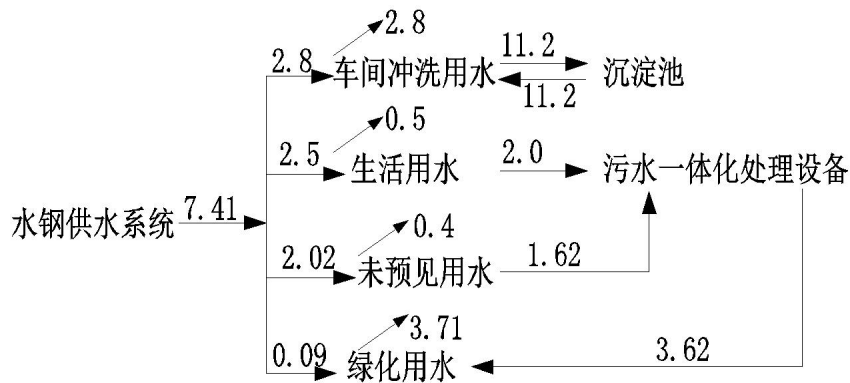 2.8
2.8
车间冲洗用水
11.2
11.2
沉淀池
0.5
2.5
生活用水
2.0
污水一体化处理设备
水钢供水系统
7.41
0.4
2.02
未预见用水
1.62
3.71
0.09
绿化用水
3.62